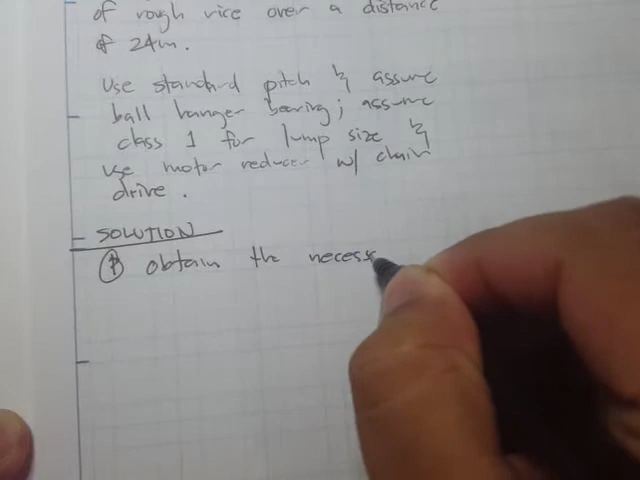 of rough rice over a distance
of 24m.
Use standard pitch & assume
ball hanger bearing; assume
class 1 for lump size &
use motor reducer w/ chain
drive.
SOLUTION
① obtain the necess